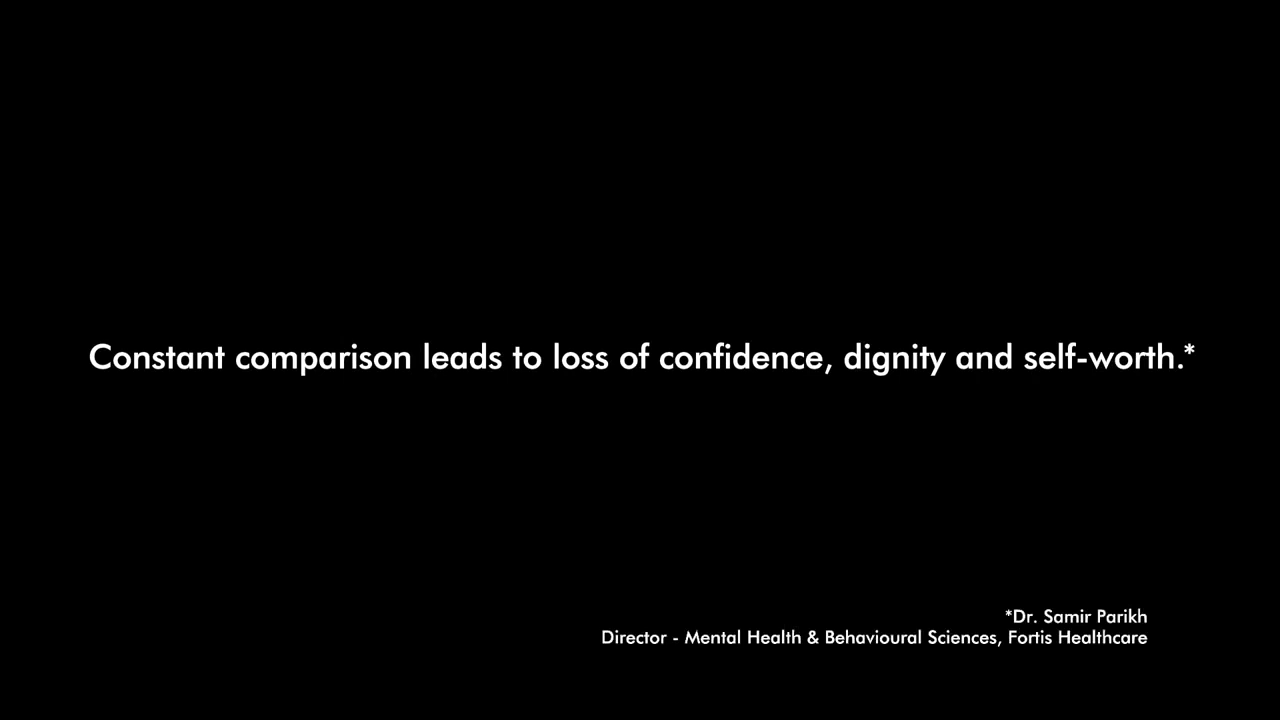 Constant comparison leads to loss of confidence, dignity and self-worth.*
*Dr. Samir Parikh
Director - Mental Health & Behavioural Sciences, Fortis Healthcare